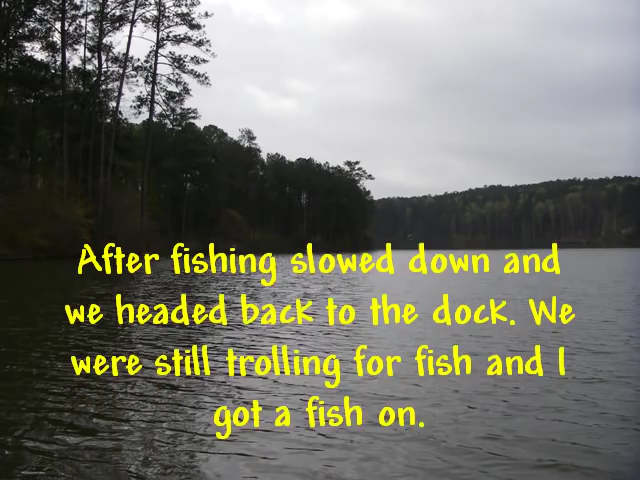 After fishing slowed down and
we headed back to the dock. We
were still trolling for fish and I
got a fish on.